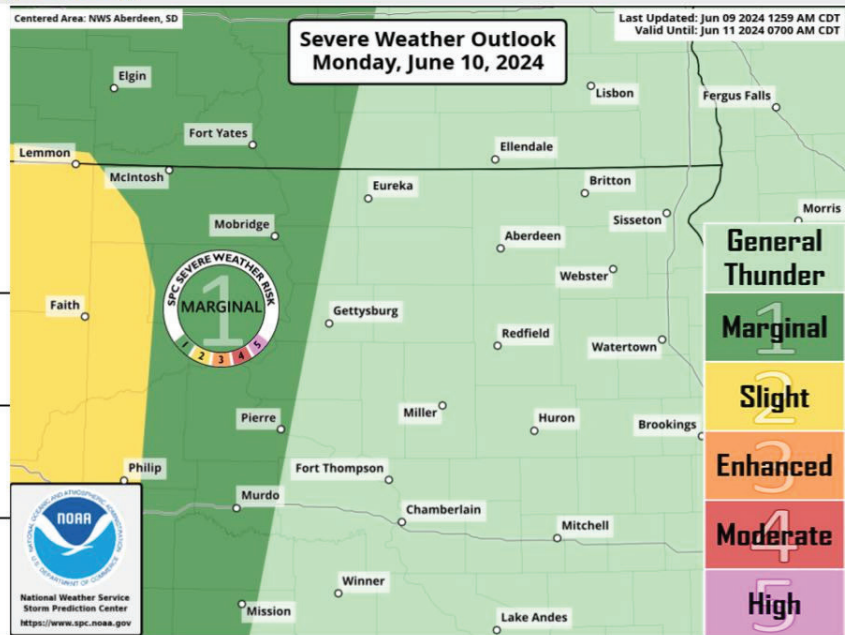 Centered Area: NWS Aberdeen, SD
Severe Weather Outlook
Monday, June 10, 2024
Last Updated: Jun 09 2024 1259 AM CDT
Valid Until: Jun 11 2024 0700 AM CDT
Elgin
Lisbon
Fergus Falls
Fort Yates
Ellendale
Lemmon
McIntosh
Eureka
Britton
Sisseton
Morris
Mobridge
Aberdeen
Webster
SPC SEVERE WEATHER RISK
1
MARGINAL
1 2 3 4 5
Faith
Gettysburg
Redfield
Watertown
Pierre
Miller
Huron
Brookings
Philip
Fort Thompson
Murdo
Chamberlain
Mitchell
Winner
Mission
Lake Andes
General
Thunder
1
Marginal
2
Slight
3
Enhanced
4
Moderate
5
High
NATIONAL OCEANIC AND ATMOSPHERIC ADMINISTRATION
NOAA
U.S. DEPARTMENT OF COMMERCE
National Weather Service
Storm Prediction Center
https://www.spc.noaa.gov